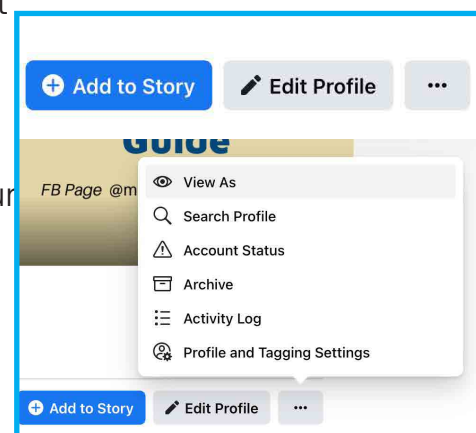 Add to Story Edit Profile
Guide
FB Page @m
View As
Search Profile
Account Status
Archive
Activity Log
Profile and Tagging Settings
Add to Story Edit Profile